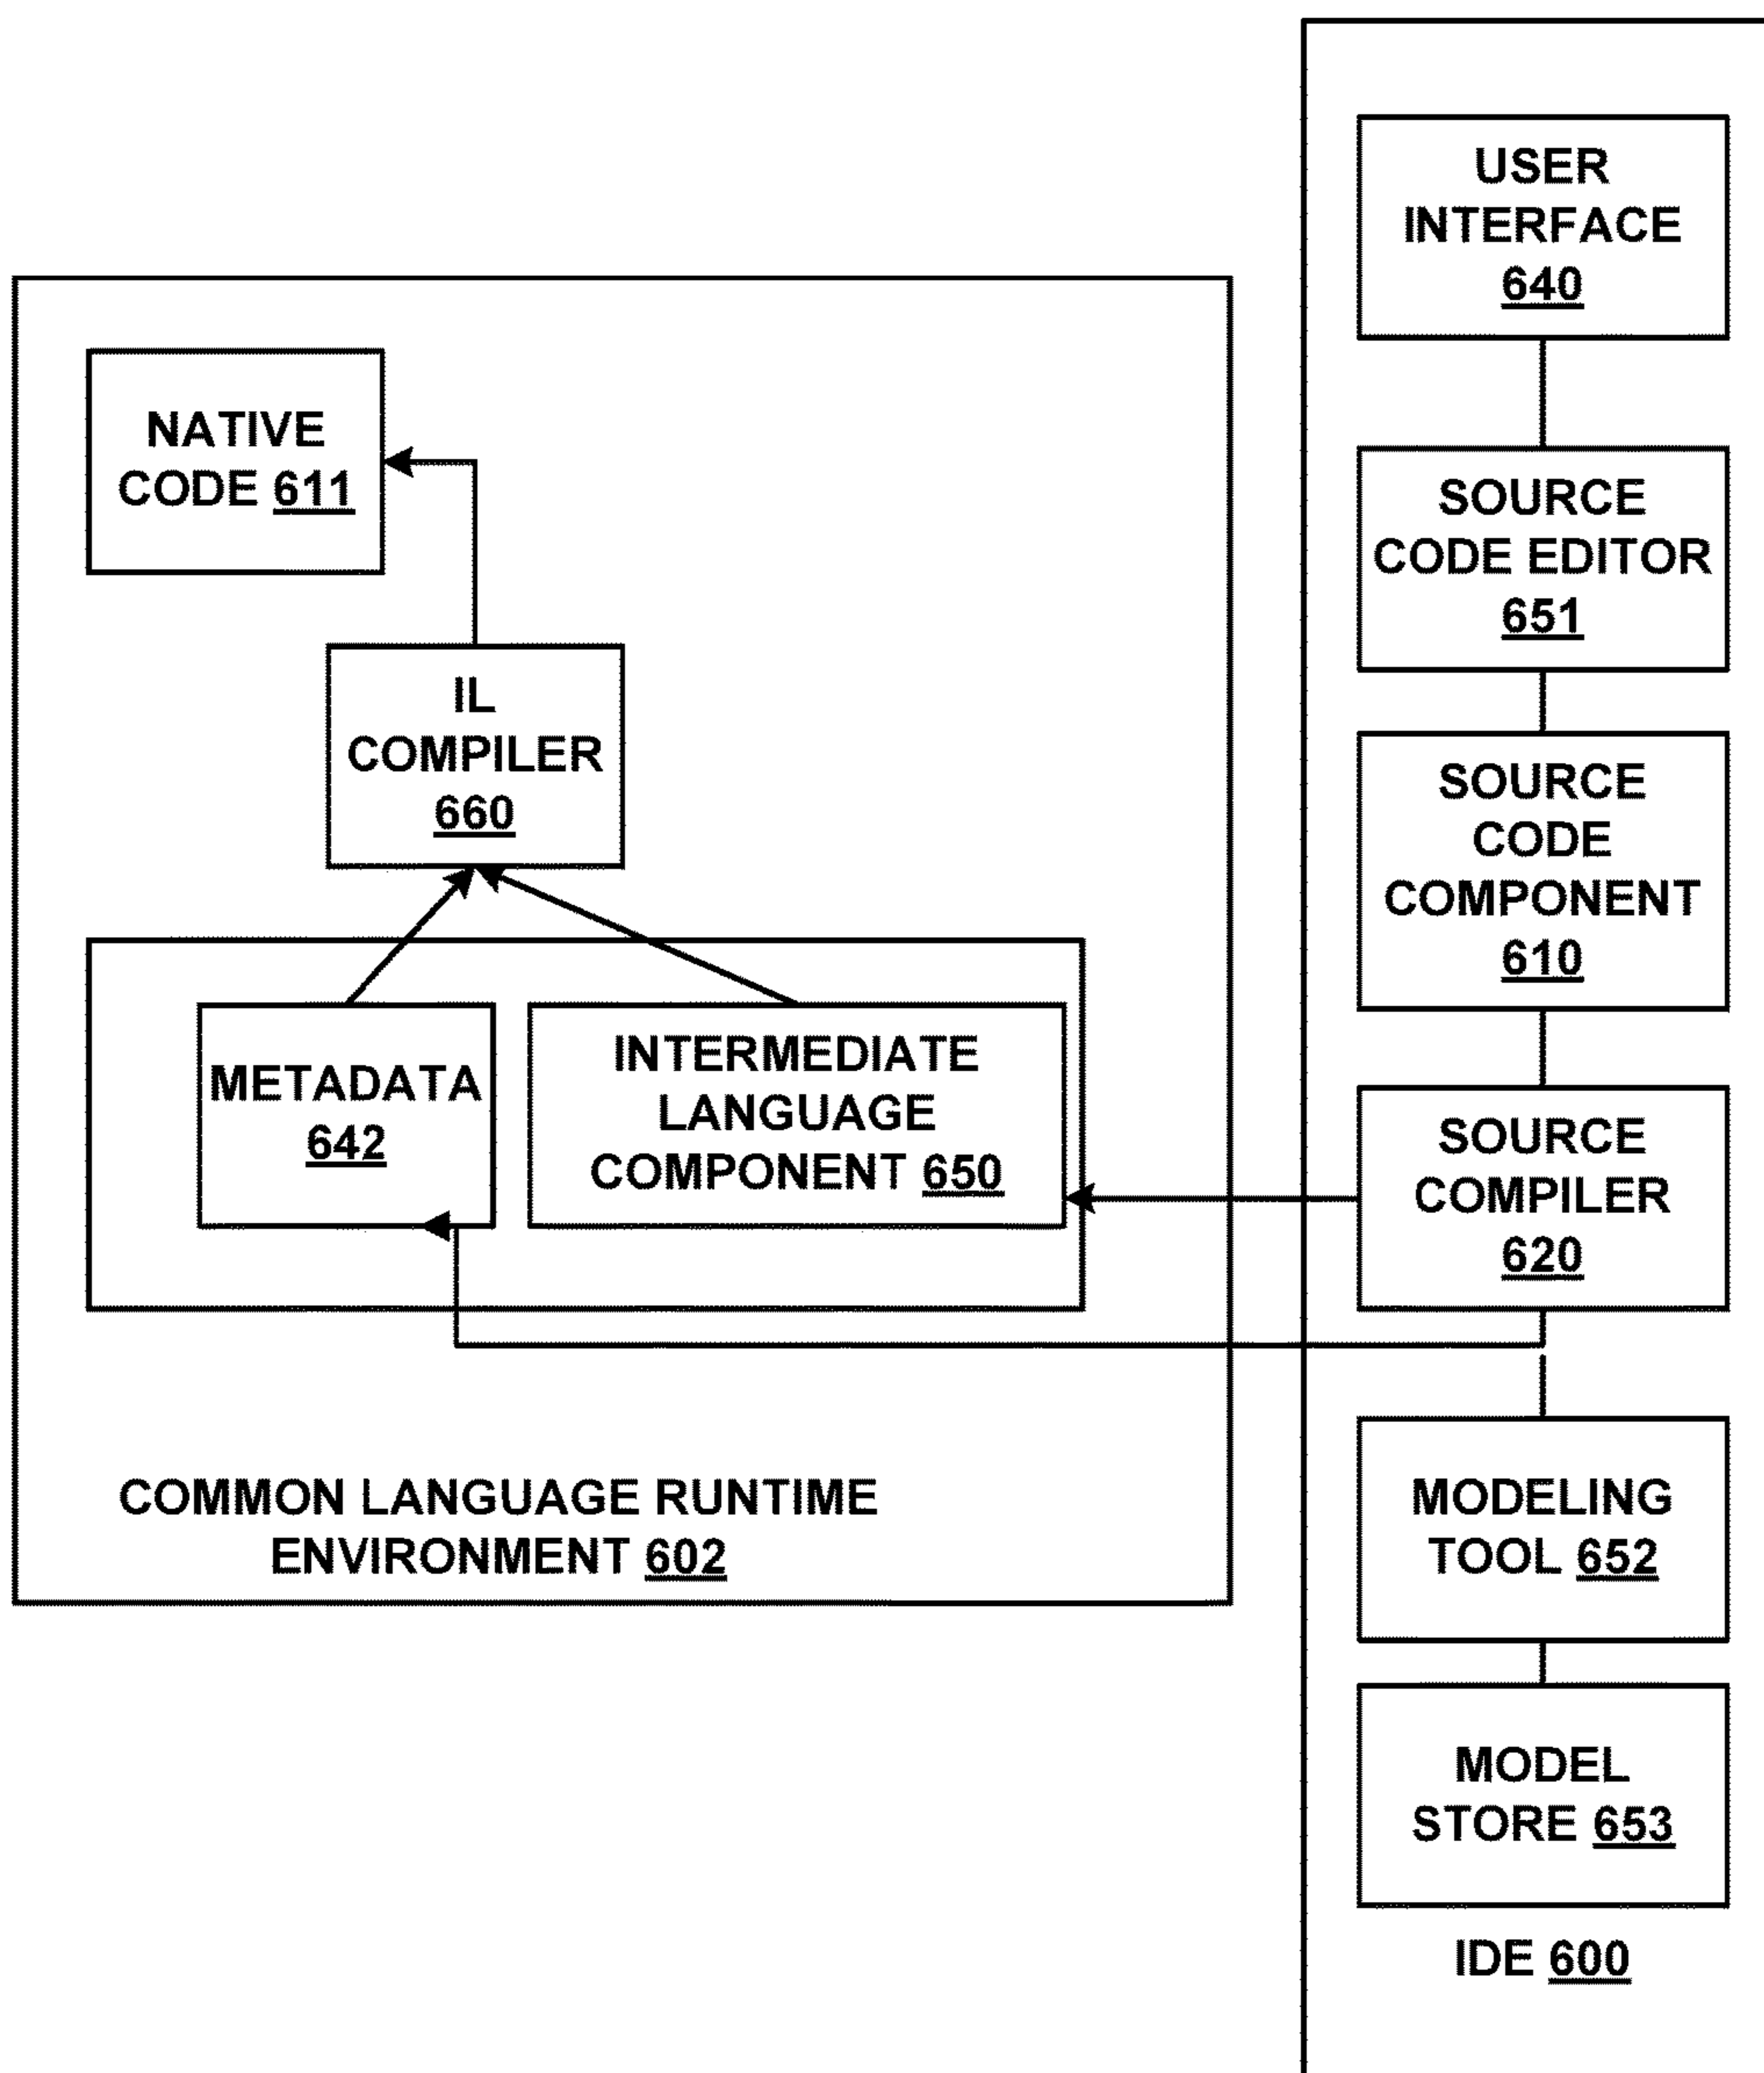 USER
INTERFACE
640
NATIVE
CODE 611
SOURCE
CODE EDITOR
651
IL
COMPILER
660
SOURCE
CODE
COMPONENT
610
METADATA
642
INTERMEDIATE
LANGUAGE
COMPONENT 650
SOURCE
COMPILER
620
COMMON LANGUAGE RUNTIME
ENVIRONMENT 602
MODELING
TOOL 652
MODEL
STORE 653
IDE 600